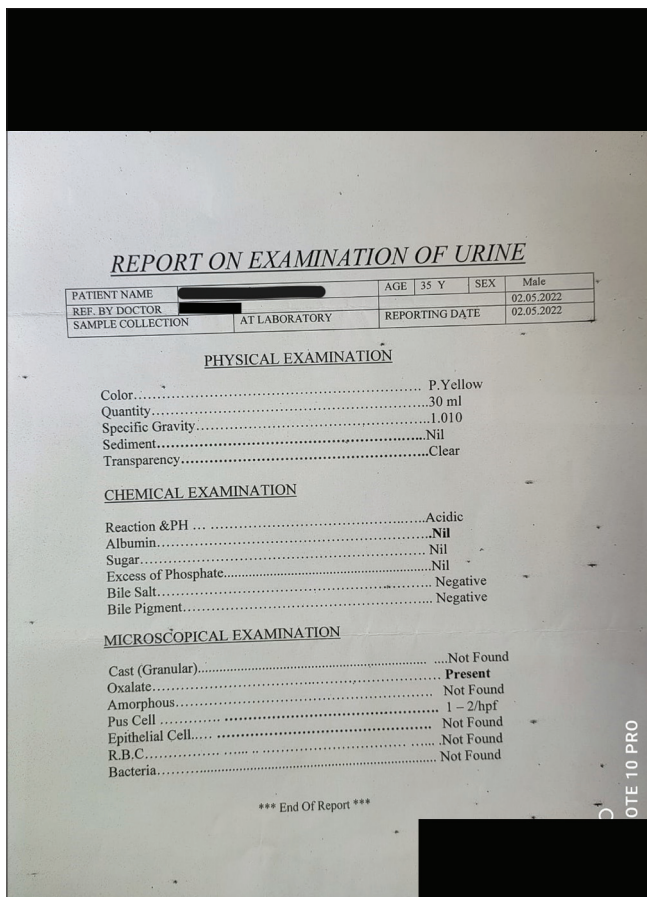 REPORT ON EXAMINATION OF URINE
PATIENT NAME AGE 35 Y SEX Male
REF. BY DOCTOR 02.05.2022
SAMPLE COLLECTION AT LABORATORY REPORTING DATE 02.05.2022
PHYSICAL EXAMINATION
Color.......................................................... P.Yellow
Quantity..........................................................30 ml
Specific Gravity..................................................1.010
Sediment..........................................................Nil
Transparency......................................................Clear
CHEMICAL EXAMINATION
Reaction &PH ... ............................................Acidic
Albumin...........................................................Nil
Sugar............................................................. Nil
Excess of Phosphate...............................................Nil
Bile Salt......................................................... Negative
Bile Pigment...................................................... Negative
MICROSCOPICAL EXAMINATION
Cast (Granular).................................................. ....Not Found
Oxalate........................................................... Present
Amorphous......................................................... Not Found
Pus Cell ......................................................... 1 – 2/hpf
Epithelial Cell..... ............................................. Not Found
R.B.C............... ...... .. ........................ ...... .Not Found
Bacteria.......................................................... Not Found
*** End Of Report ***
OTE 10 PRO